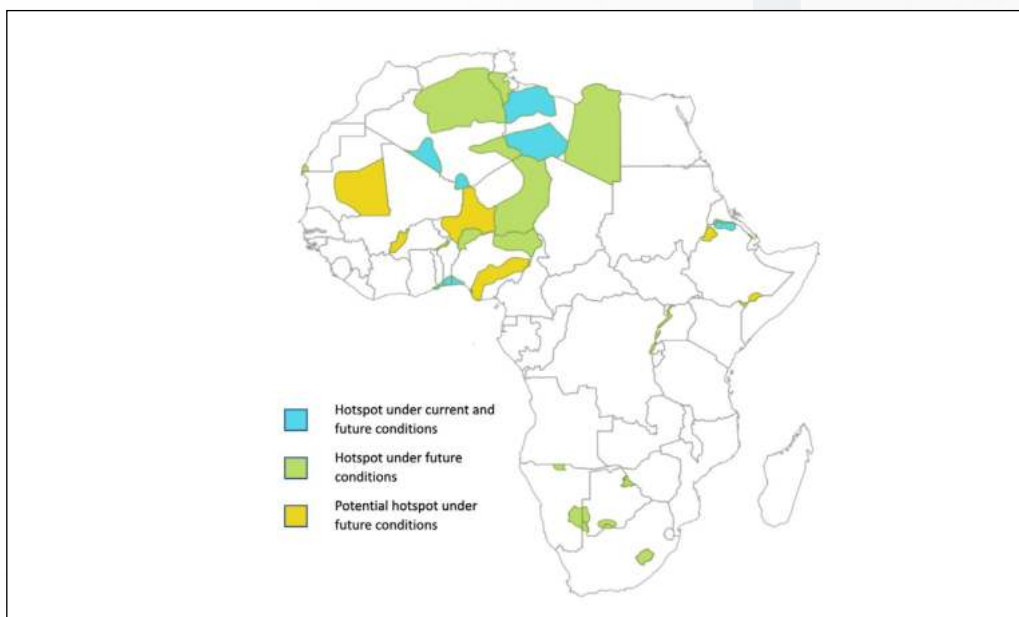 Hotspot under current and
future conditions
Hotspot under future
conditions
Potential hotspot under
future conditions